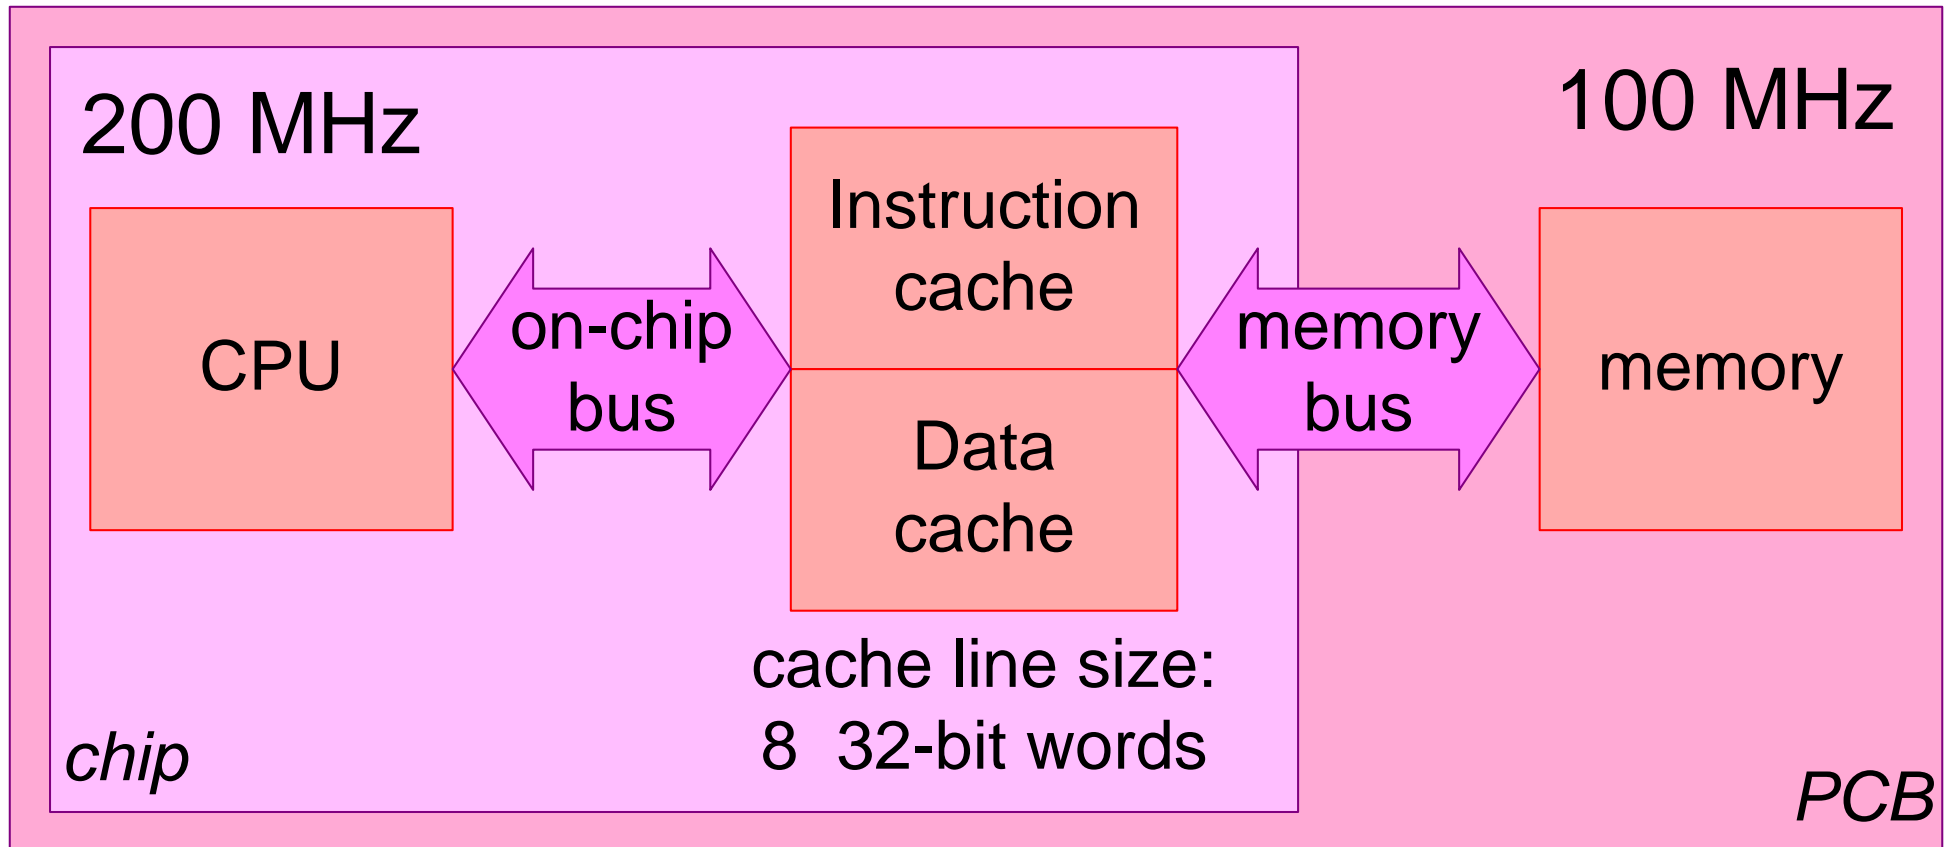 200 MHz
100 MHz
CPU
on-chip
bus
Instruction
cache
Data
cache
memory
bus
memory
cache line size:
8 32-bit words
chip
PCB